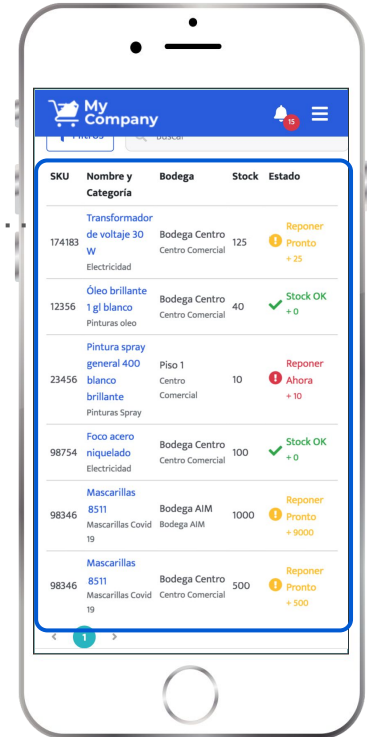 My
Company
15
Filtros
buscar
SKU Nombre y Categoría Bodega Stock Estado
174183 Transformador de voltaje 30 W Electricidad Bodega Centro Centro Comercial 125 Reponer Pronto + 25
12356 Óleo brillante 1 gl blanco Pinturas oleo Bodega Centro Centro Comercial 40 Stock OK + 0
23456 Pintura spray general 400 blanco brillante Pinturas Spray Piso 1 Centro Comercial 10 Reponer Ahora + 10
98754 Foco acero niquelado Electricidad Bodega Centro Centro Comercial 100 Stock OK + 0
98346 Mascarillas 8511 Mascarillas Covid 19 Bodega AIM Bodega AIM 1000 Reponer Pronto + 9000
98346 Mascarillas 8511 Mascarillas Covid 19 Bodega Centro Centro Comercial 500 Reponer Pronto + 500
< 1 >